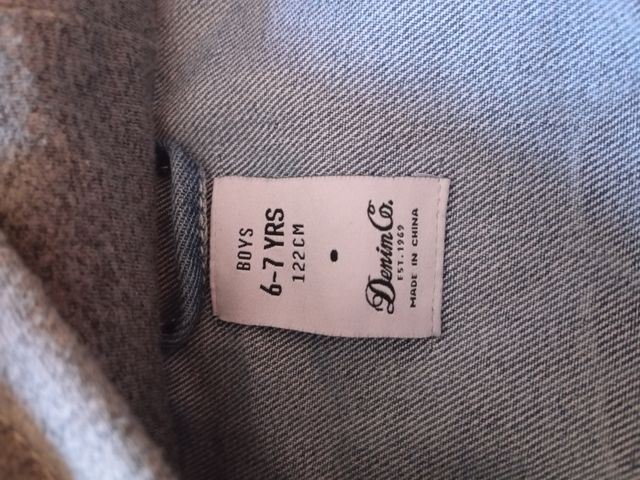 BOYS
6-7 YRS
122CM
Denim Co.
EST. 1969
MADE IN CHINA